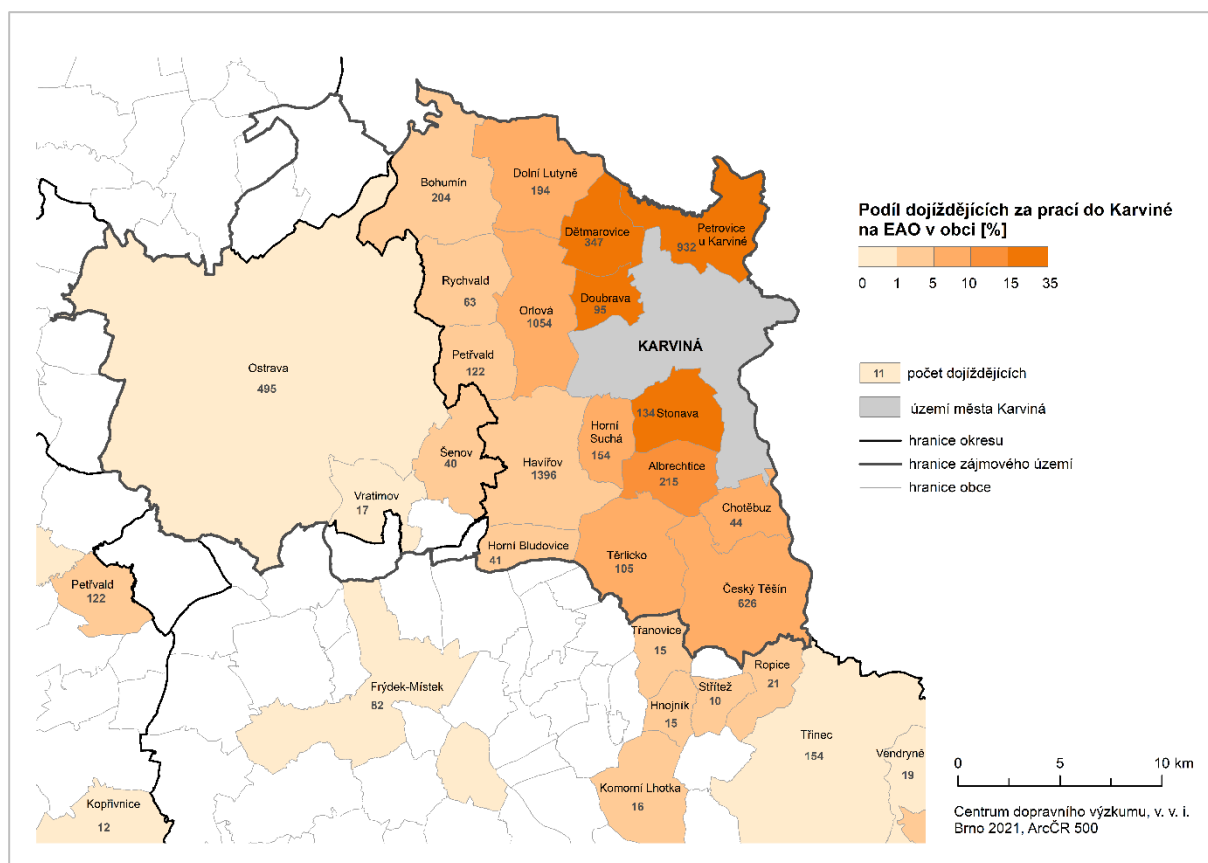 Podíl dojíždějících za prací do Karviné
na EAO v obci [%]
0 1 5 10 15 35
11 počet dojíždějících
území města Karviná
hranice okresu
hranice zájmového území
hranice obce
Bohumín
204
Dolní Lutyně
194
Dětmarovice
347
Petrovice
u Karviné
932
Rychvald
63
Orlová
1054
Doubrava
95
KARVINÁ
Petřvald
122
Ostrava
495
Stonava
134
Horní
Suchá
154
Šenov
40
Havířov
1396
Albrechtice
215
Vratimov
17
Chotěbuz
44
Horní Bludovice
41
Těrlicko
105
Český Těšín
626
Petřvald
122
Třanovice
15
Ropice
21
Střítež
10
Frýdek-Místek
82
Hnojník
15
Třinec
154
Vendryně
19
Komorní Lhotka
16
Kopřivnice
12
0 5 10 km
Centrum dopravního výzkumu, v. v. i.
Brno 2021, ArcČR 500